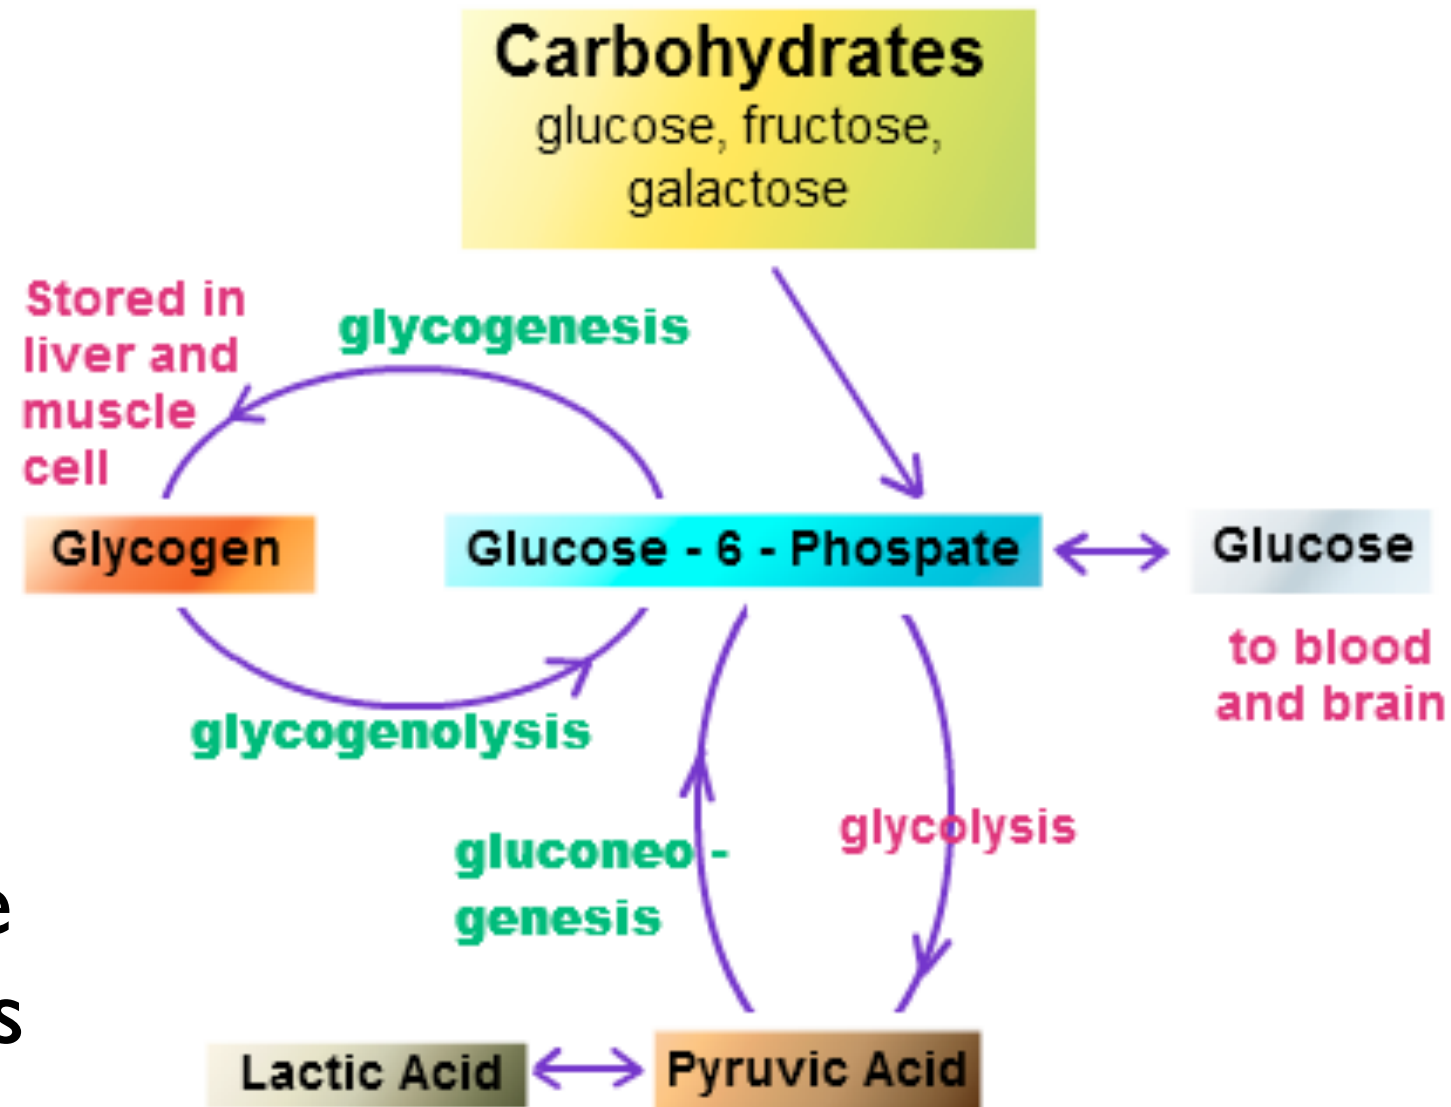 Carbohydrates
glucose, fructose,
galactose
Stored in
liver and
muscle
cell
glycogenesis
Glycogen
Glucose - 6 - Phospate
Glucose
to blood
and brain
glycogenolysis
glycolysis
gluconeo -
genesis
e
s
Lactic Acid
Pyruvic Acid